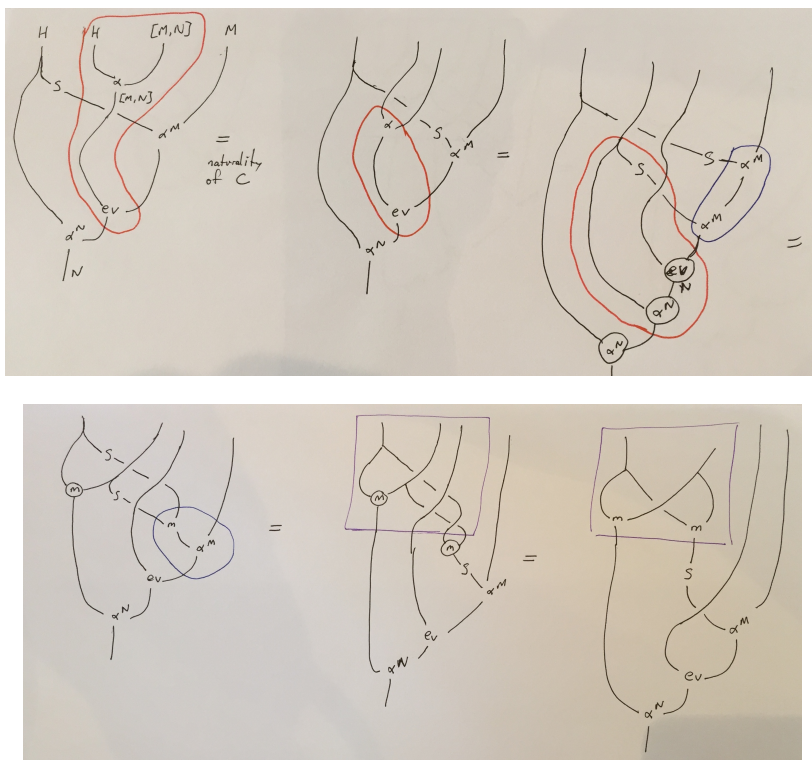 H H [M,N] M
S α
[M,N]
α^M
=
naturality
of C
ev
α^N
N
α
S α^M
=
ev
α^N
S α^M
S
α^M
=
ev
N
α^N
α^N
S
m
S m
α^M
ev
α^N
=
m
m
S
α^M
ev
α^N
=
m m
S
α^M
ev
α^N